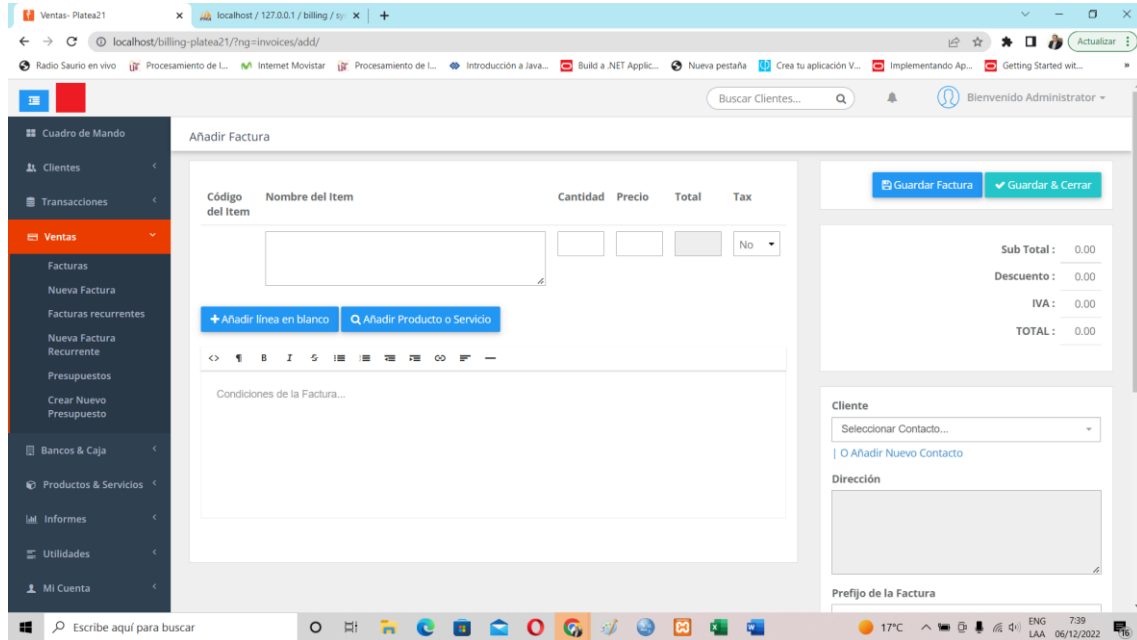 Ventas- Platea21
localhost / 127.0.0.1 / billing / sy
localhost/billing-platea21/?ng=invoices/add/
Actualizar
Radio Saurio en vivo
Procesamiento de l...
Internet Movistar
Procesamiento de l...
Introducción a Java...
Build a .NET Applic...
Nueva pestaña
Crea tu aplicación V...
Implementando Ap...
Getting Started wit...
»
Buscar Clientes...
Bienvenido Administrator
Cuadro de Mando
Clientes
Transacciones
Ventas
Facturas
Nueva Factura
Facturas recurrentes
Nueva Factura
Recurrente
Presupuestos
Crear Nuevo
Presupuesto
Bancos & Caja
Productos & Servicios
Informes
Utilidades
Mi Cuenta
Añadir Factura
Código
del Item
Nombre del Item
Cantidad
Precio
Total
Tax
No
Añadir línea en blanco
Añadir Producto o Servicio
Condiciones de la Factura...
Guardar Factura
Guardar & Cerrar
Sub Total : 0.00
Descuento : 0.00
IVA : 0.00
TOTAL : 0.00
Cliente
Seleccionar Contacto...
| O Añadir Nuevo Contacto
Dirección
Prefijo de la Factura
Escribe aquí para buscar
17°C
ENG
LAA
7:39
06/12/2022
16